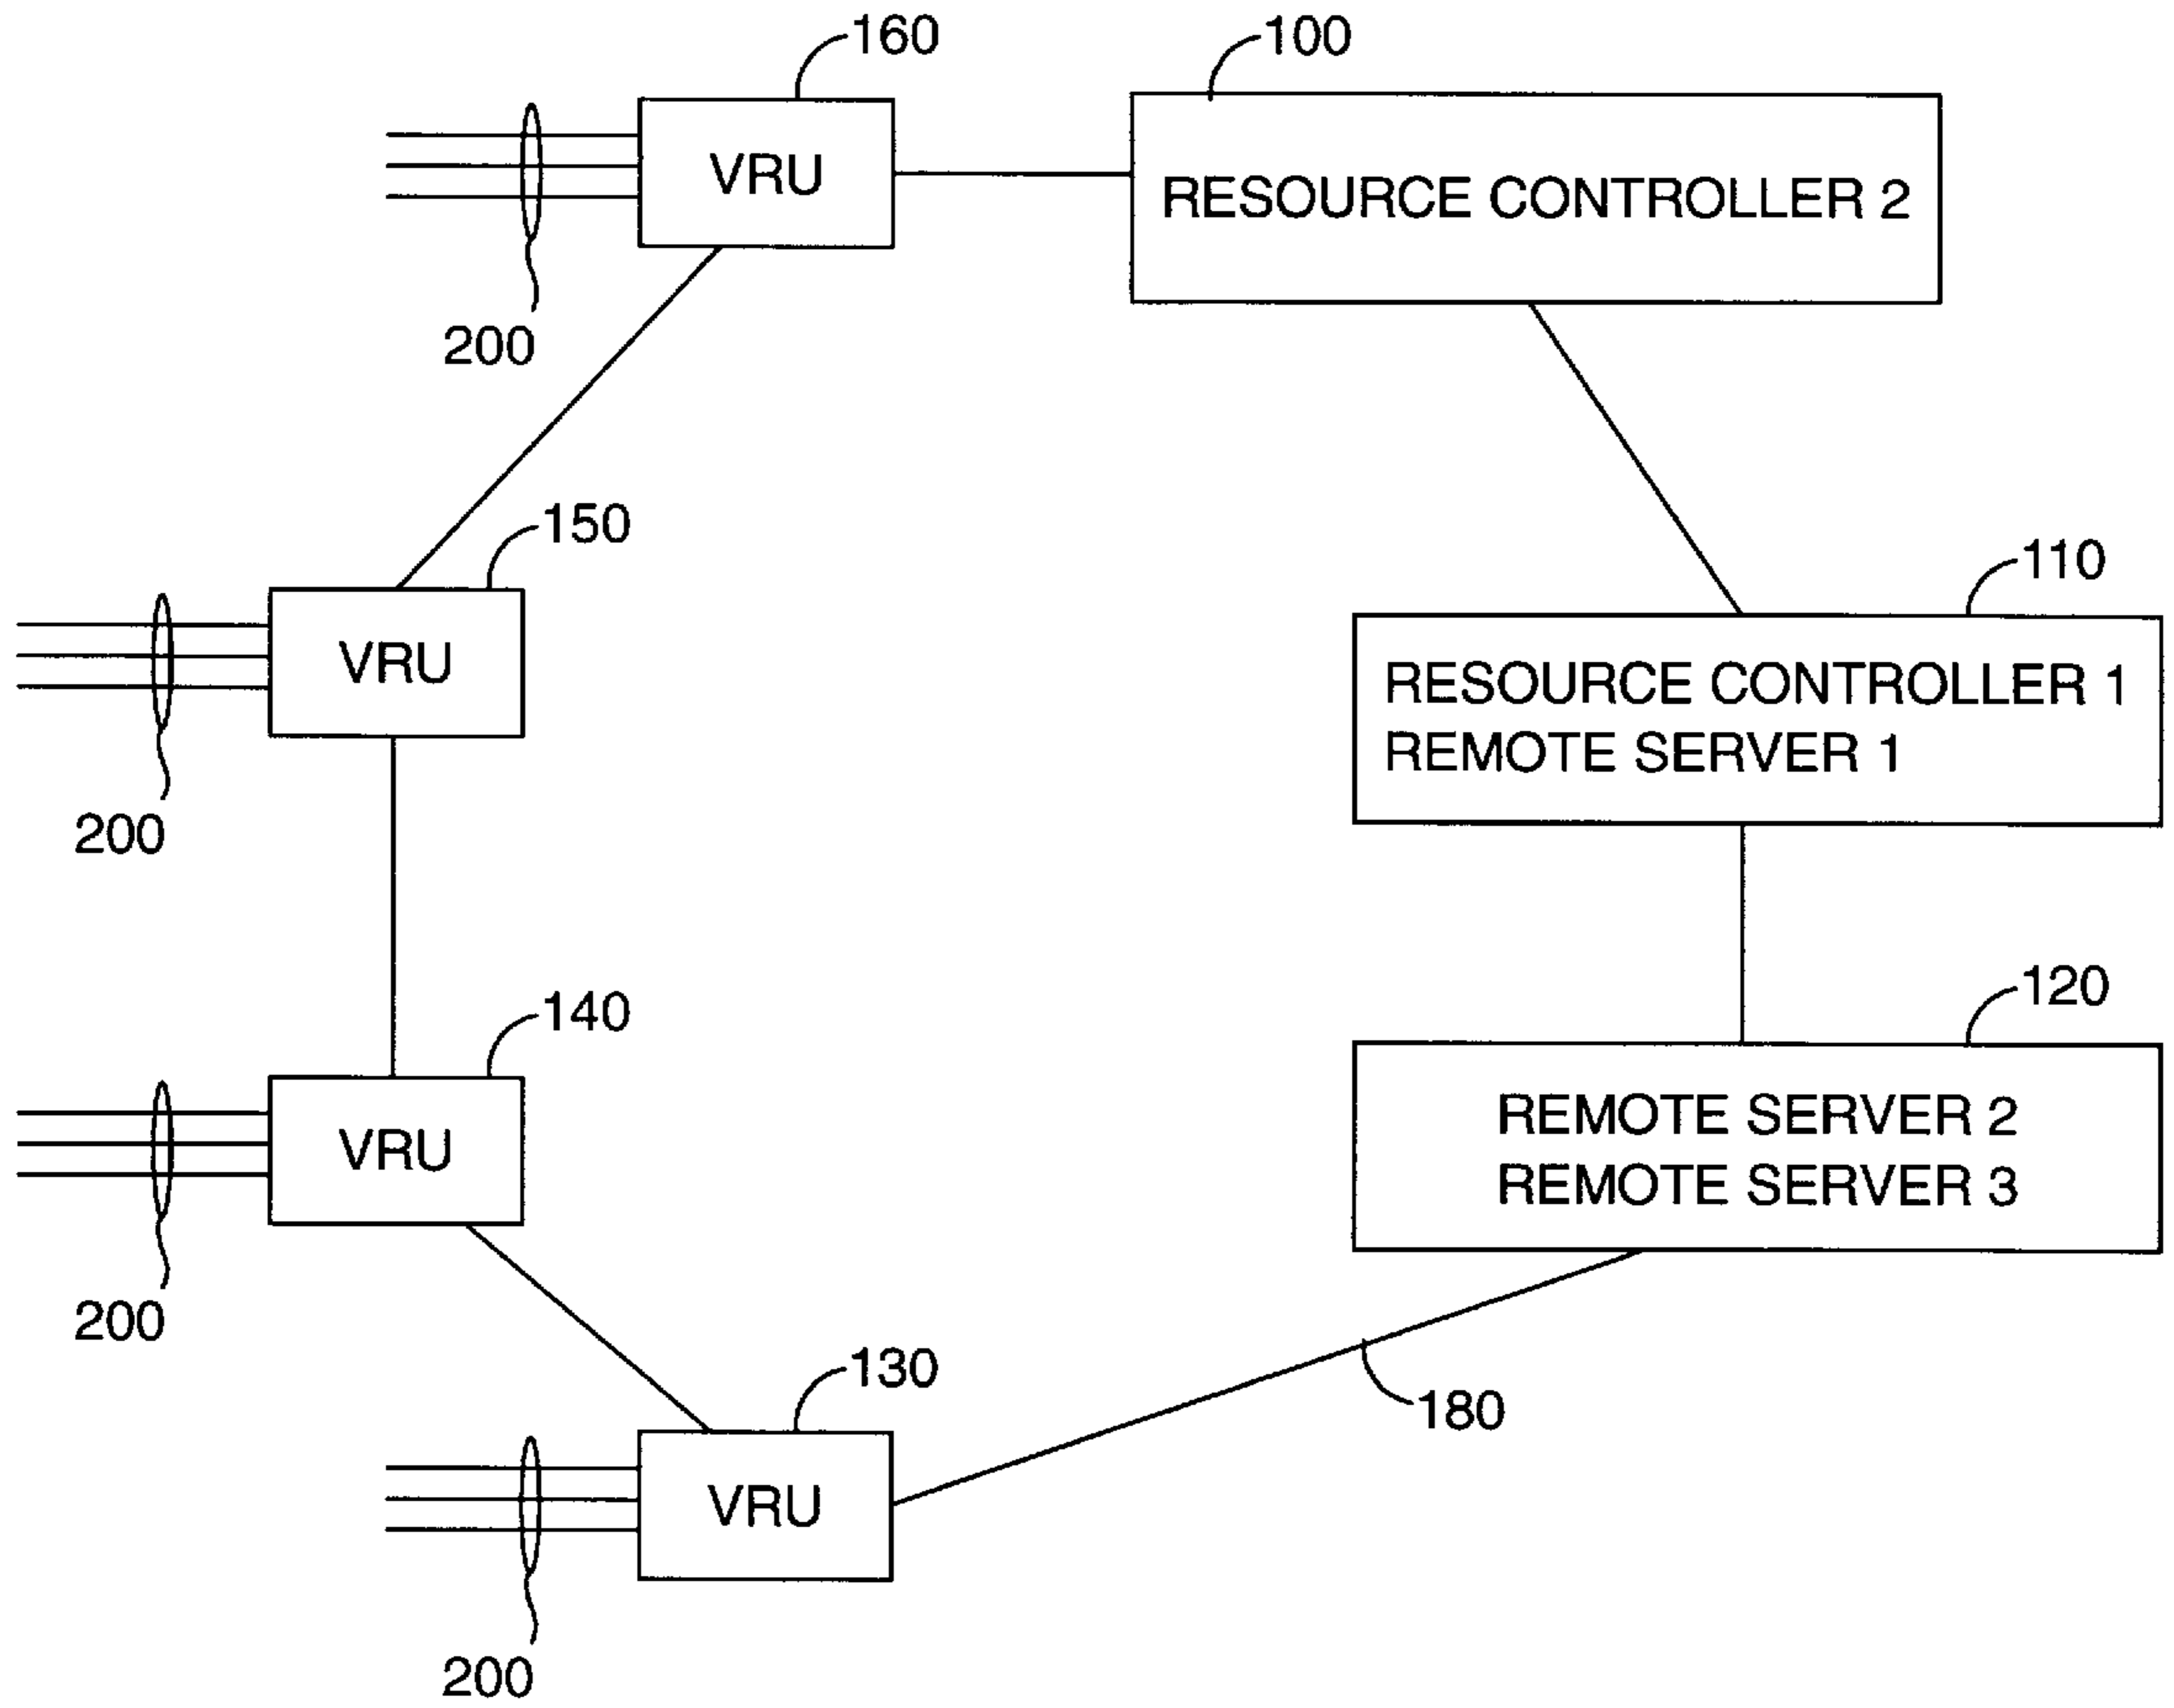 160
100
VRU
RESOURCE CONTROLLER 2
200
150
110
VRU
RESOURCE CONTROLLER 1
REMOTE SERVER 1
200
140
120
VRU
REMOTE SERVER 2
REMOTE SERVER 3
200
130
180
VRU
200